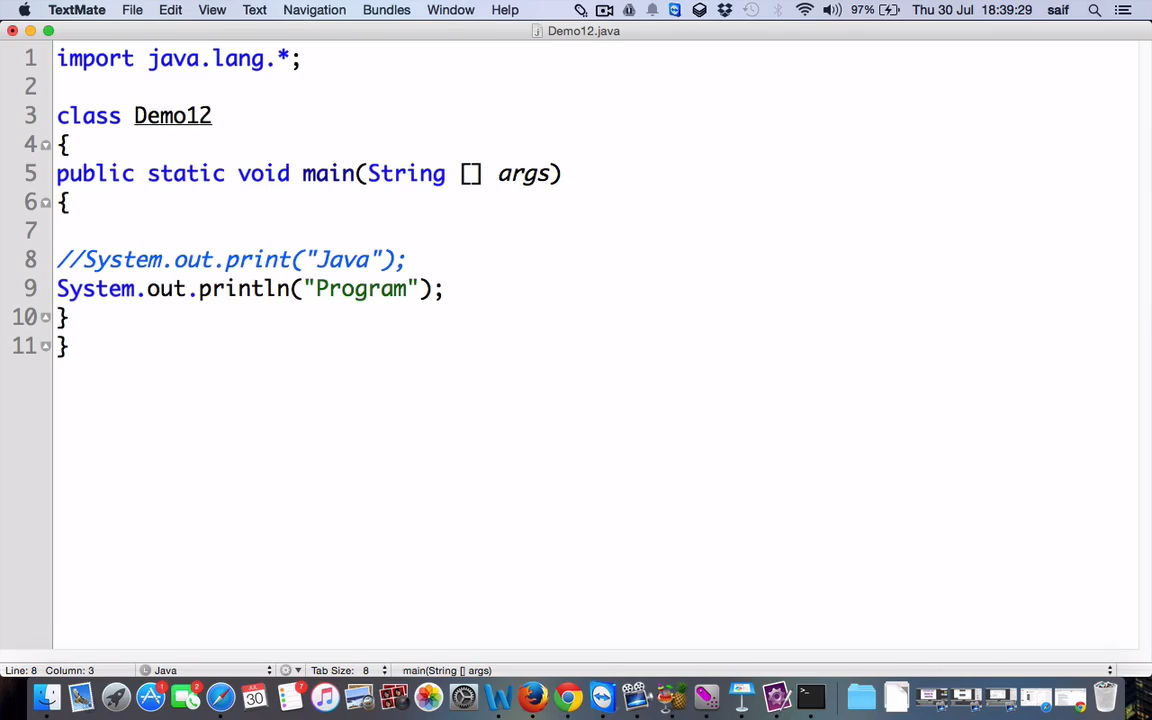 TextMate File Edit View Text Navigation Bundles Window Help 97% Thu 30 Jul 18:39:29 saif
Demo12.java
1 import java.lang.*;
2
3 class Demo12
4 {
5 public static void main(String [] args)
6 {
7
8 //System.out.print("Java");
9 System.out.println("Program");
10 }
11 }
Line: 8 Column: 3 Java Tab Size: 8 main(String [] args)